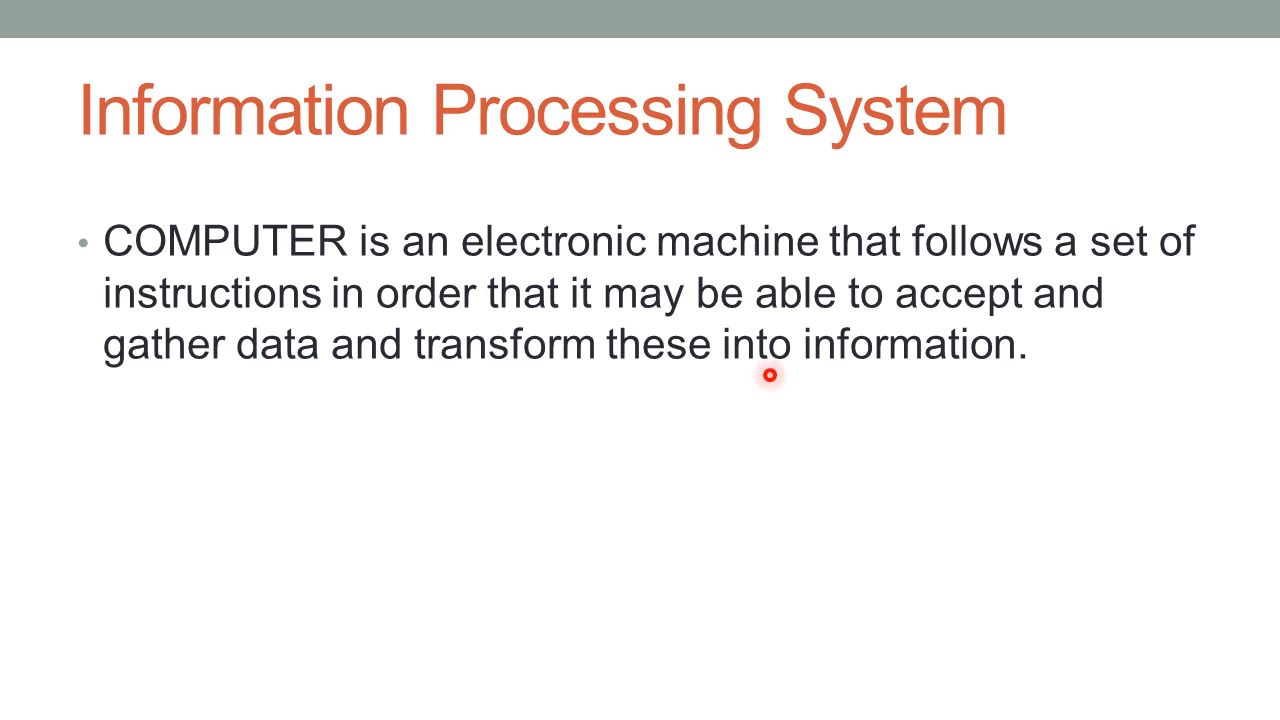 Information Processing System
• COMPUTER is an electronic machine that follows a set of
instructions in order that it may be able to accept and
gather data and transform these into information.